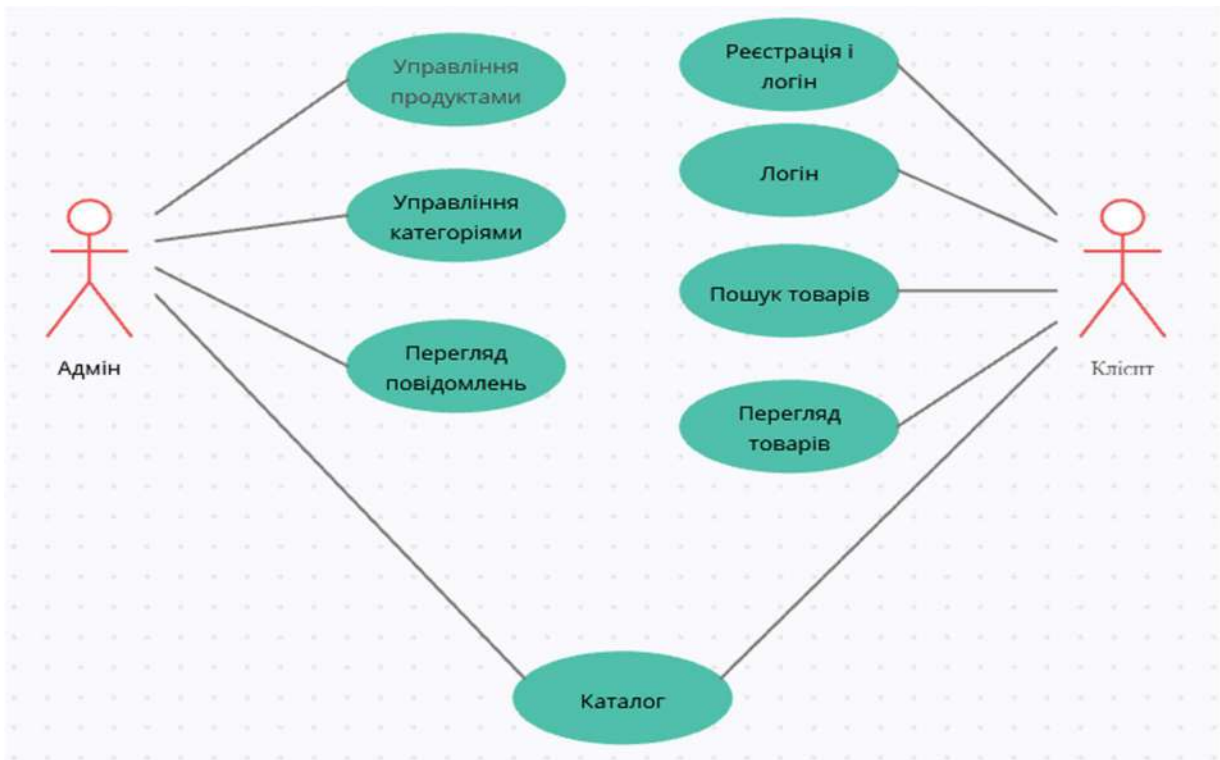 Управління
продуктами
Управління
категоріями
Перегляд
повідомлень
Адмін
Реєстрація і
логін
Логін
Пошук товарів
Перегляд
товарів
Клієнт
Каталог